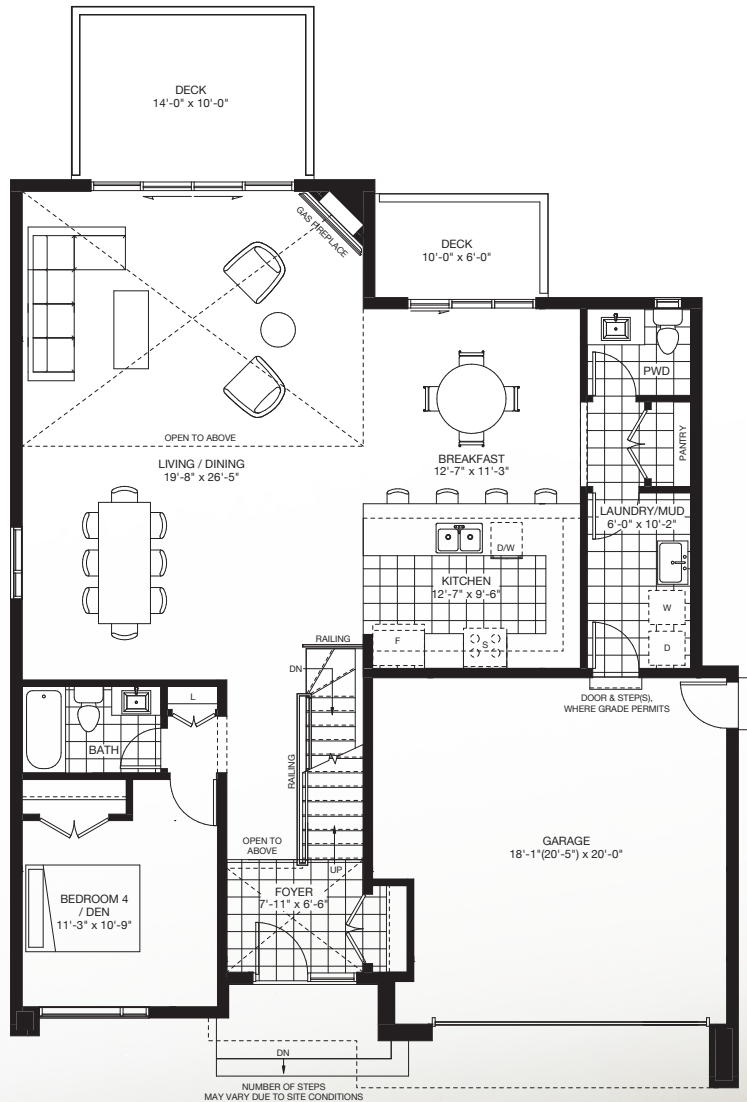 DECK
14'-0" x 10'-0"
GAS FIREPLACE
DECK
10'-0" x 6'-0"
PWD
OPEN TO ABOVE
LIVING / DINING
19'-8" x 26'-5"
BREAKFAST
12'-7" x 11'-3"
PANTRY
LAUNDRY/MUD
6'-0" x 10'-2"
D/W
KITCHEN
12'-7" x 9'-6"
W
F
S
D
RAILING
DN
DOOR & STEP(S),
WHERE GRADE PERMITS
L
BATH
RAILING
OPEN TO
ABOVE
UP
GARAGE
18'-1"(20'-5") x 20'-0"
FOYER
7'-11" x 6'-6"
BEDROOM 4
/ DEN
11'-3" x 10'-9"
DN
NUMBER OF STEPS
MAY VARY DUE TO SITE CONDITIONS